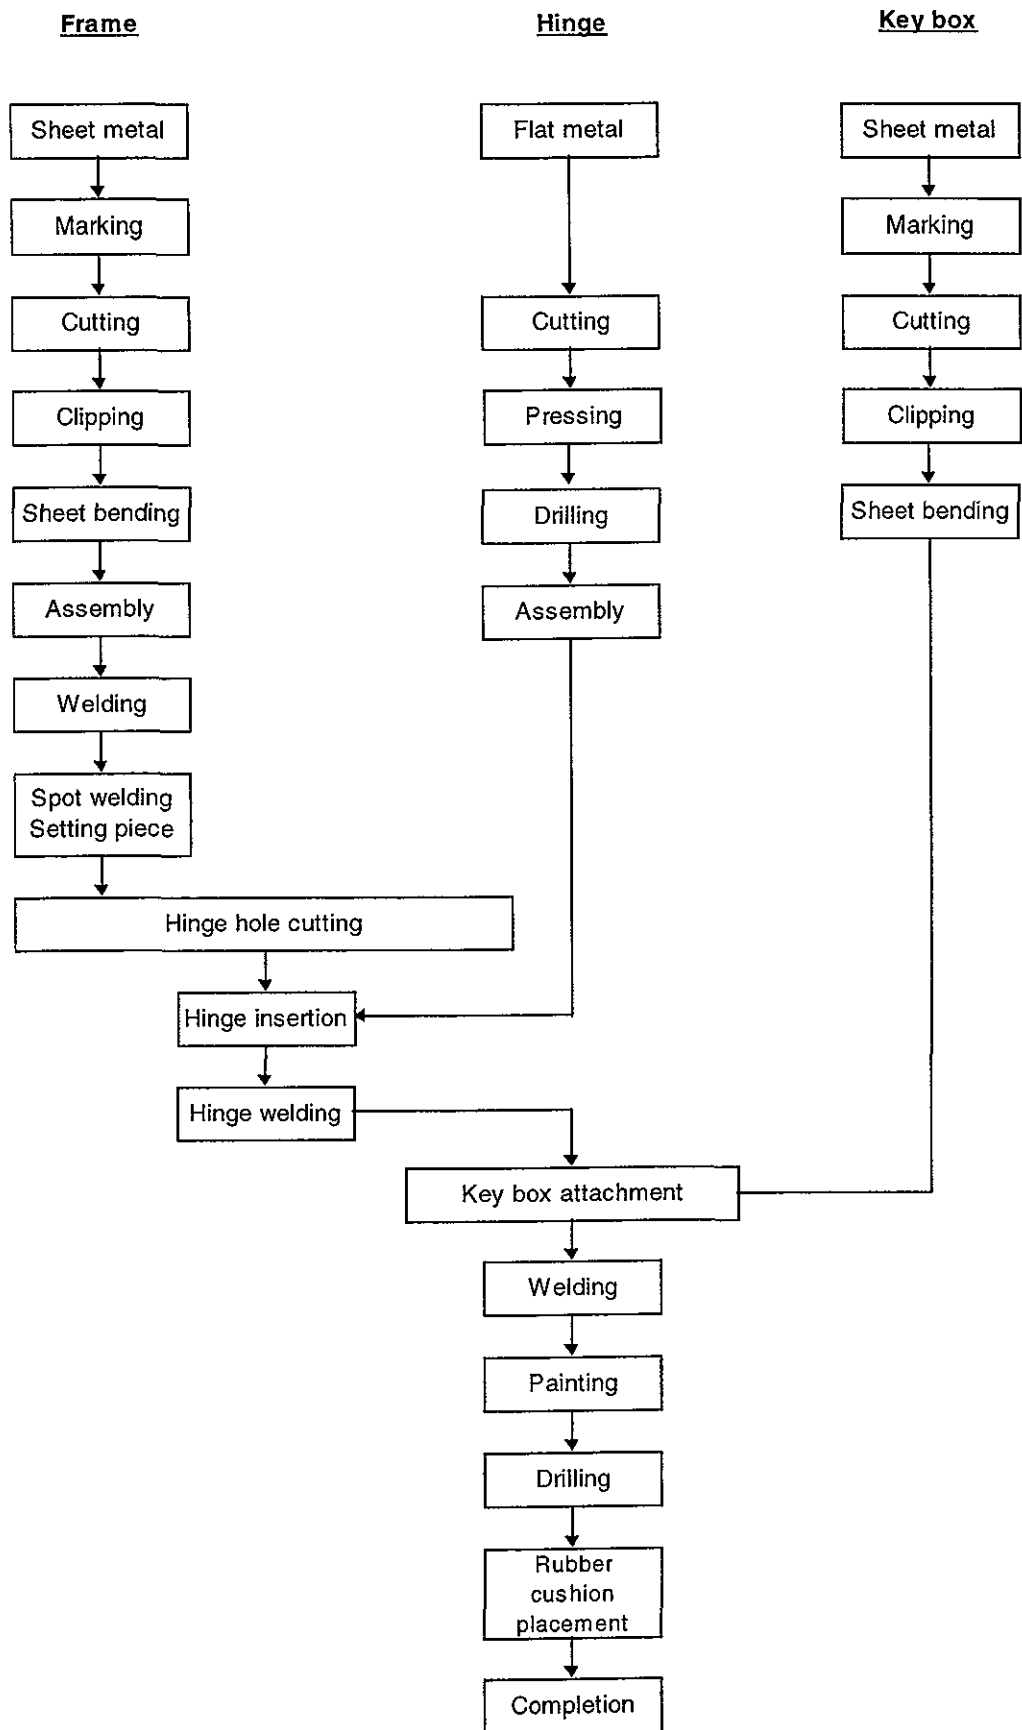 Frame
Hinge
Key box
Sheet metal
Flat metal
Sheet metal
Marking
Marking
Cutting
Cutting
Cutting
Clipping
Pressing
Clipping
Sheet bending
Drilling
Sheet bending
Assembly
Assembly
Welding
Spot welding
Setting piece
Hinge hole cutting
Hinge insertion
Hinge welding
Key box attachment
Welding
Painting
Drilling
Rubber
cushion
placement
Completion